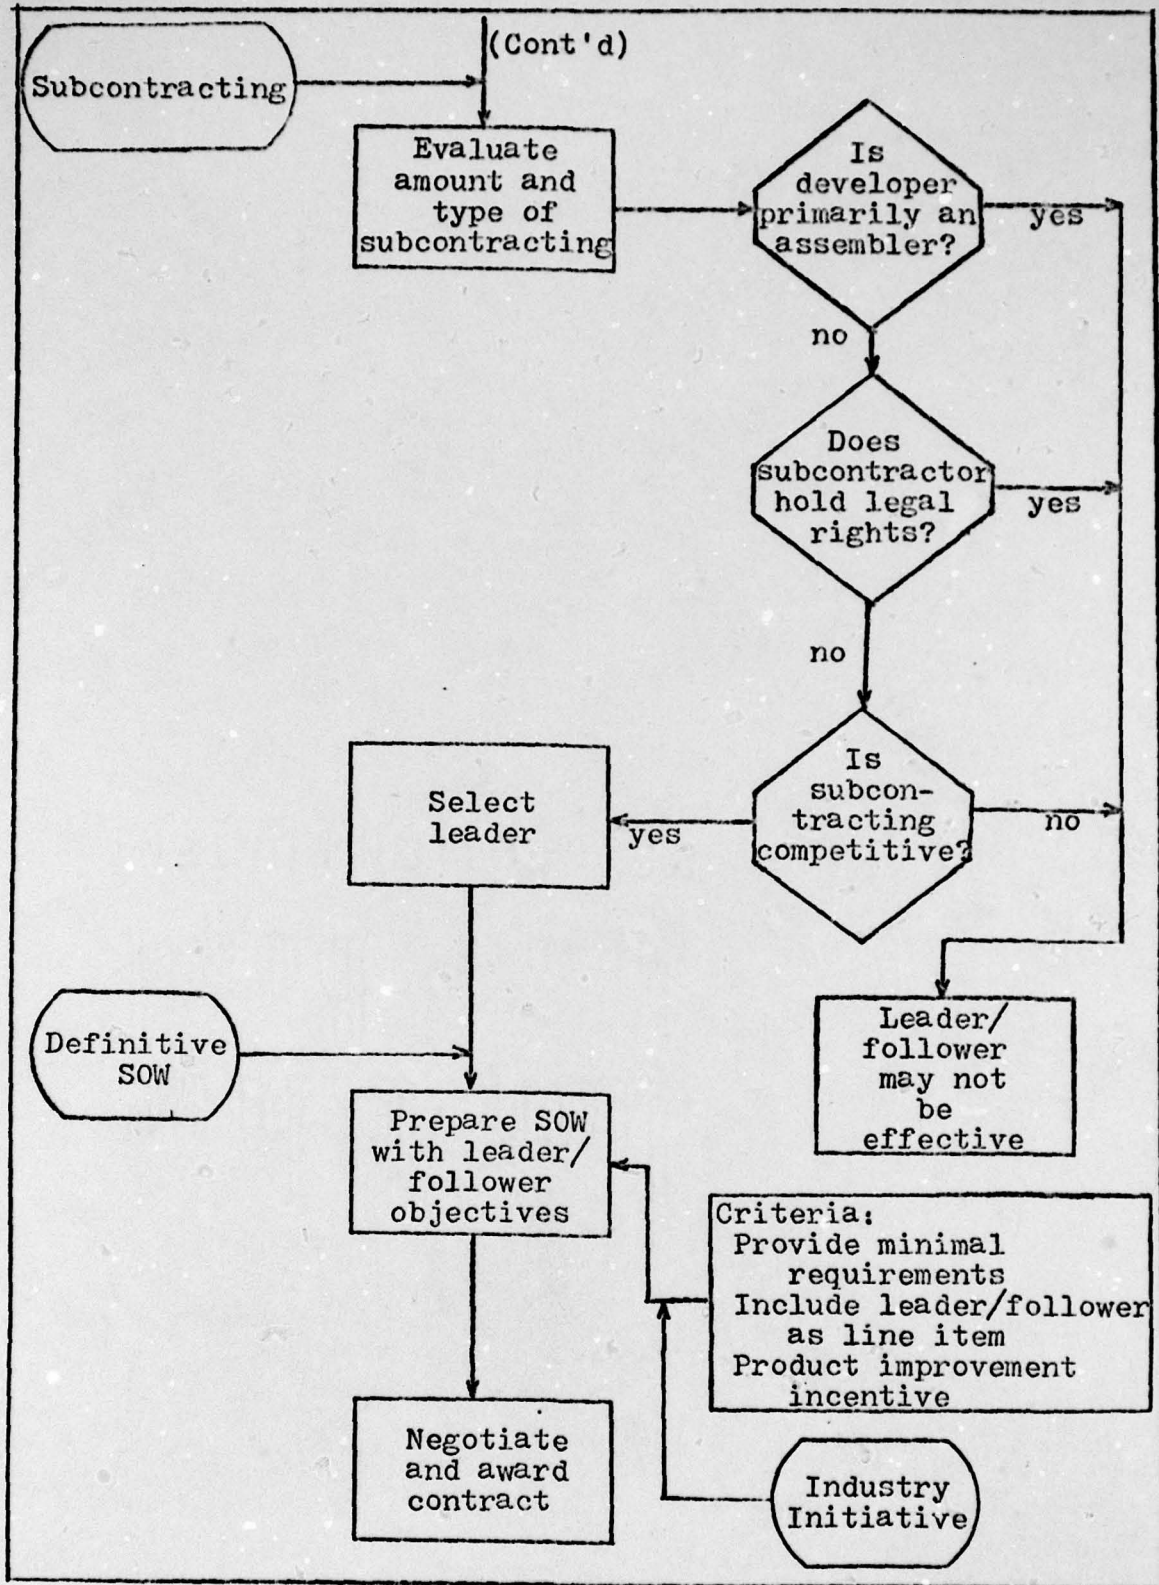 (Cont'd)
Subcontracting
Evaluate
amount and
type of
subcontracting
Is
developer
primarily an
assembler?
yes
no
Does
subcontractor
hold legal
rights?
yes
no
Is
subcon-
tracting
competitive?
no
yes
Select
leader
Leader/
follower
may not
be
effective
Definitive
SOW
Prepare SOW
with leader/
follower
objectives
Criteria:
Provide minimal
requirements
Include leader/follower
as line item
Product improvement
incentive
Industry
Initiative
Negotiate
and award
contract